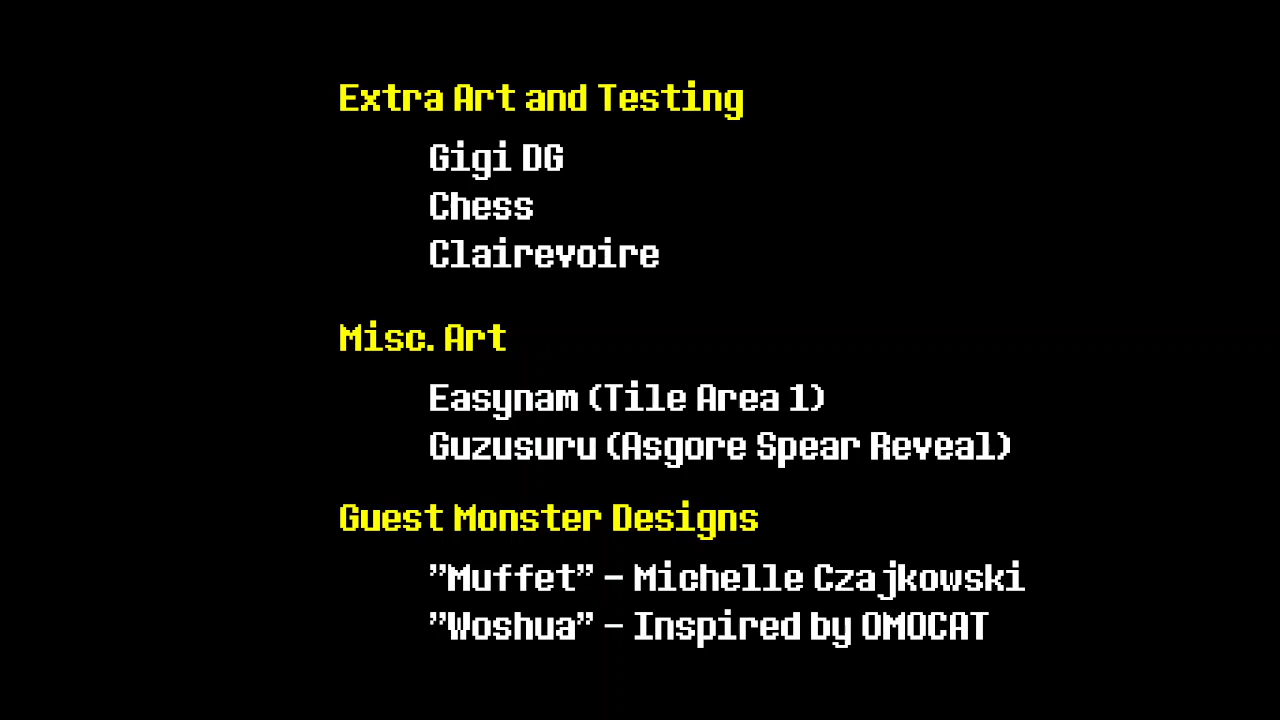 Extra Art and Testing
Gigi DG
Chess
Clairevoire
Misc. Art
Easynam (Tile Area 1)
Guzusuru (Asgore Spear Reveal)
Guest Monster Designs
"Muffet" - Michelle Czajkowski
"Woshua" - Inspired by OMOCAT